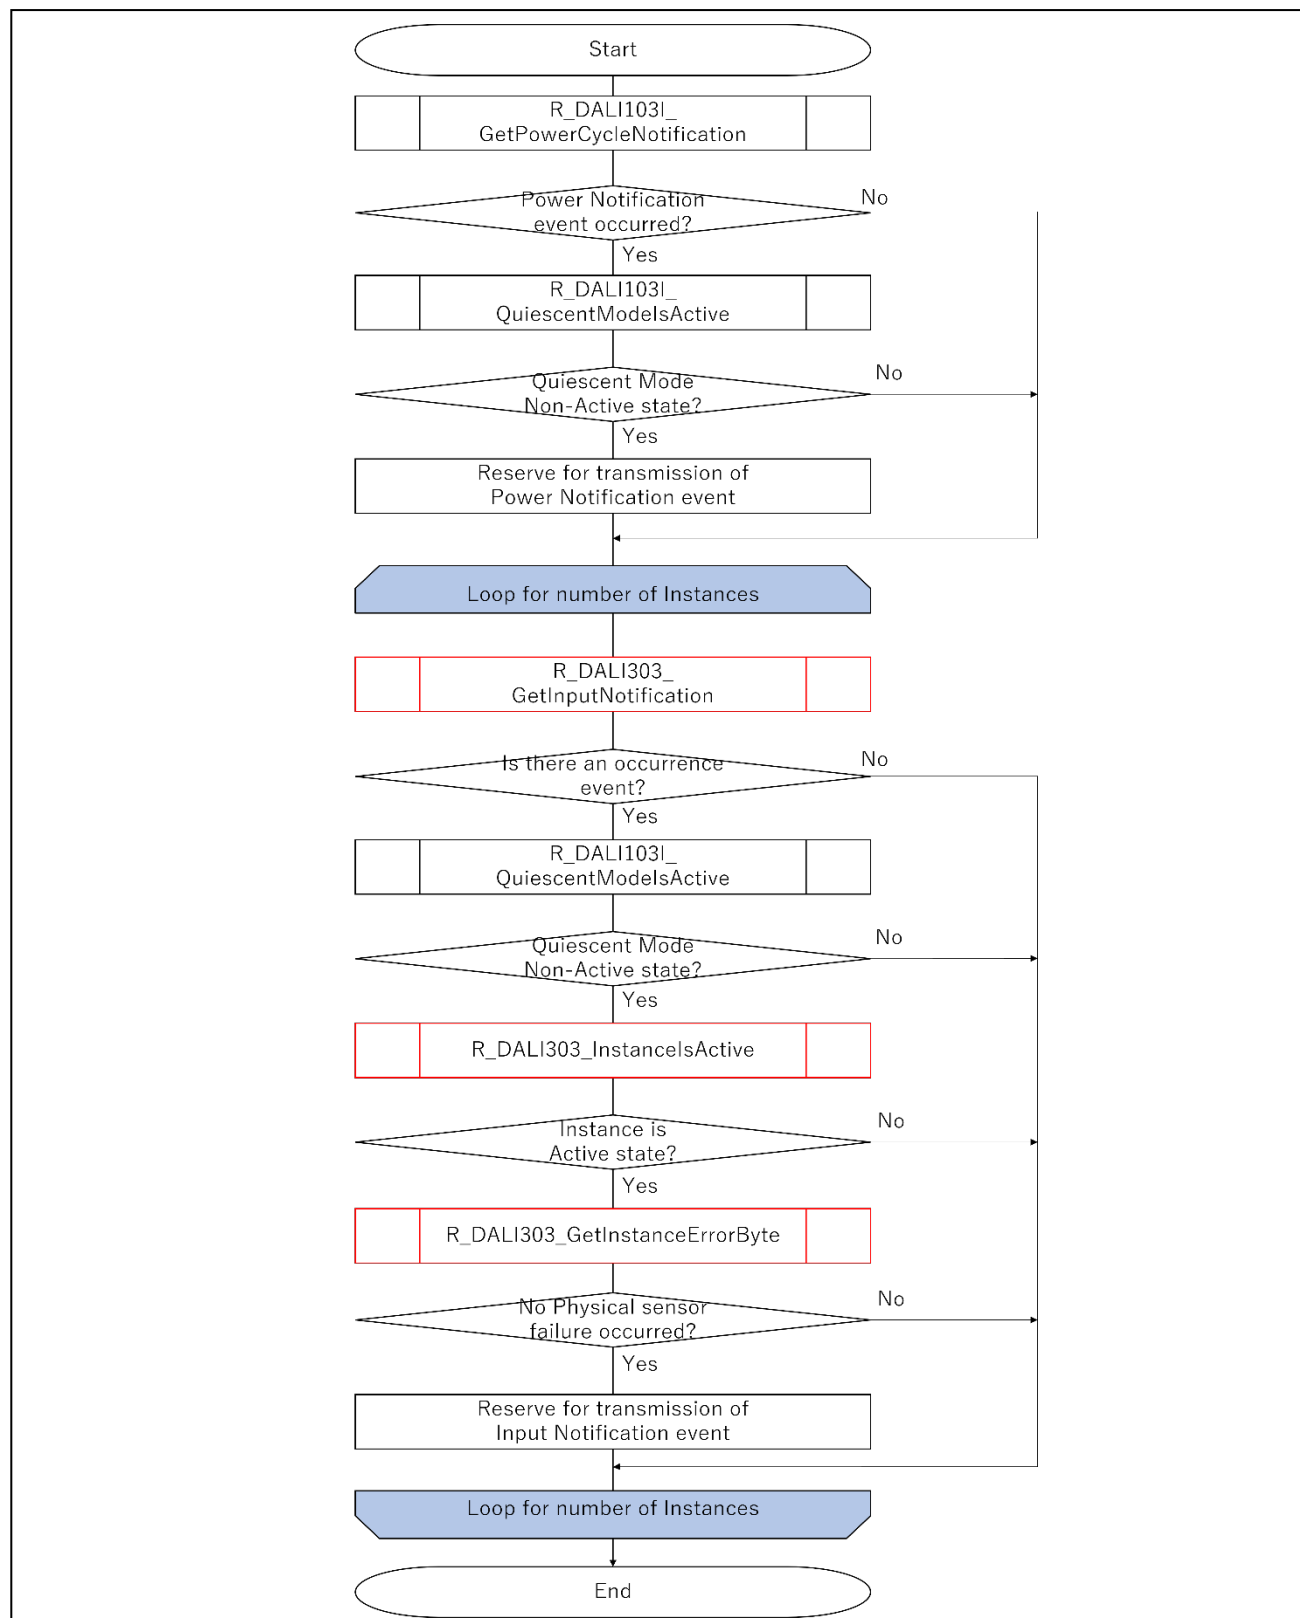 Start
R_DALI103I_
GetPowerCycleNotification
Power Notification
event occurred?
No
Yes
R_DALI103I_
QuiescentModeIsActive
Quiescent Mode
Non-Active state?
No
Yes
Reserve for transmission of
Power Notification event
Loop for number of Instances
R_DALI303_
GetInputNotification
Is there an occurrence
event?
No
Yes
R_DALI103I_
QuiescentModeIsActive
Quiescent Mode
Non-Active state?
No
Yes
R_DALI303_InstanceIsActive
Instance is
Active state?
No
Yes
R_DALI303_GetInstanceErrorByte
No Physical sensor
failure occurred?
No
Yes
Reserve for transmission of
Input Notification event
Loop for number of Instances
End